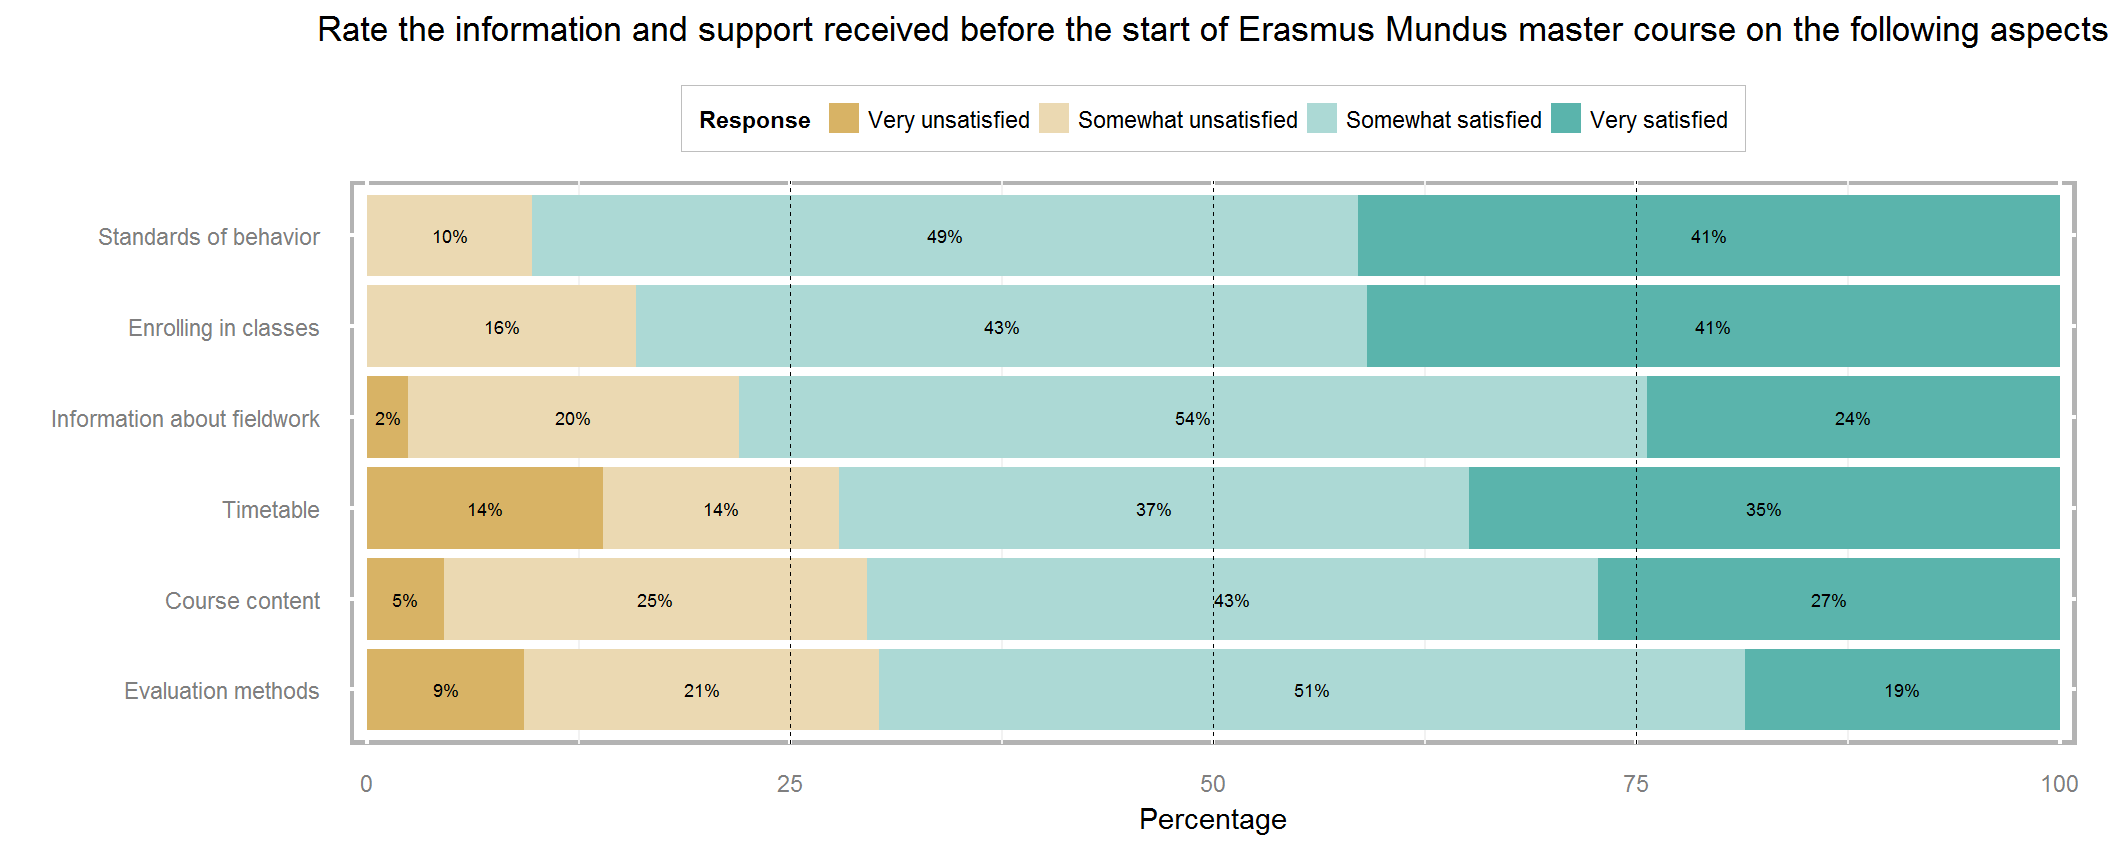 Rate the information and support received before the start of Erasmus Mundus master course on the following aspects
Response Very unsatisfied Somewhat unsatisfied Somewhat satisfied Very satisfied
Standards of behavior 10% 49% 41%
Enrolling in classes 16% 43% 41%
Information about fieldwork 2% 20% 54% 24%
Timetable 14% 14% 37% 35%
Course content 5% 25% 43% 27%
Evaluation methods 9% 21% 51% 19%
0 25 50 75 100
Percentage